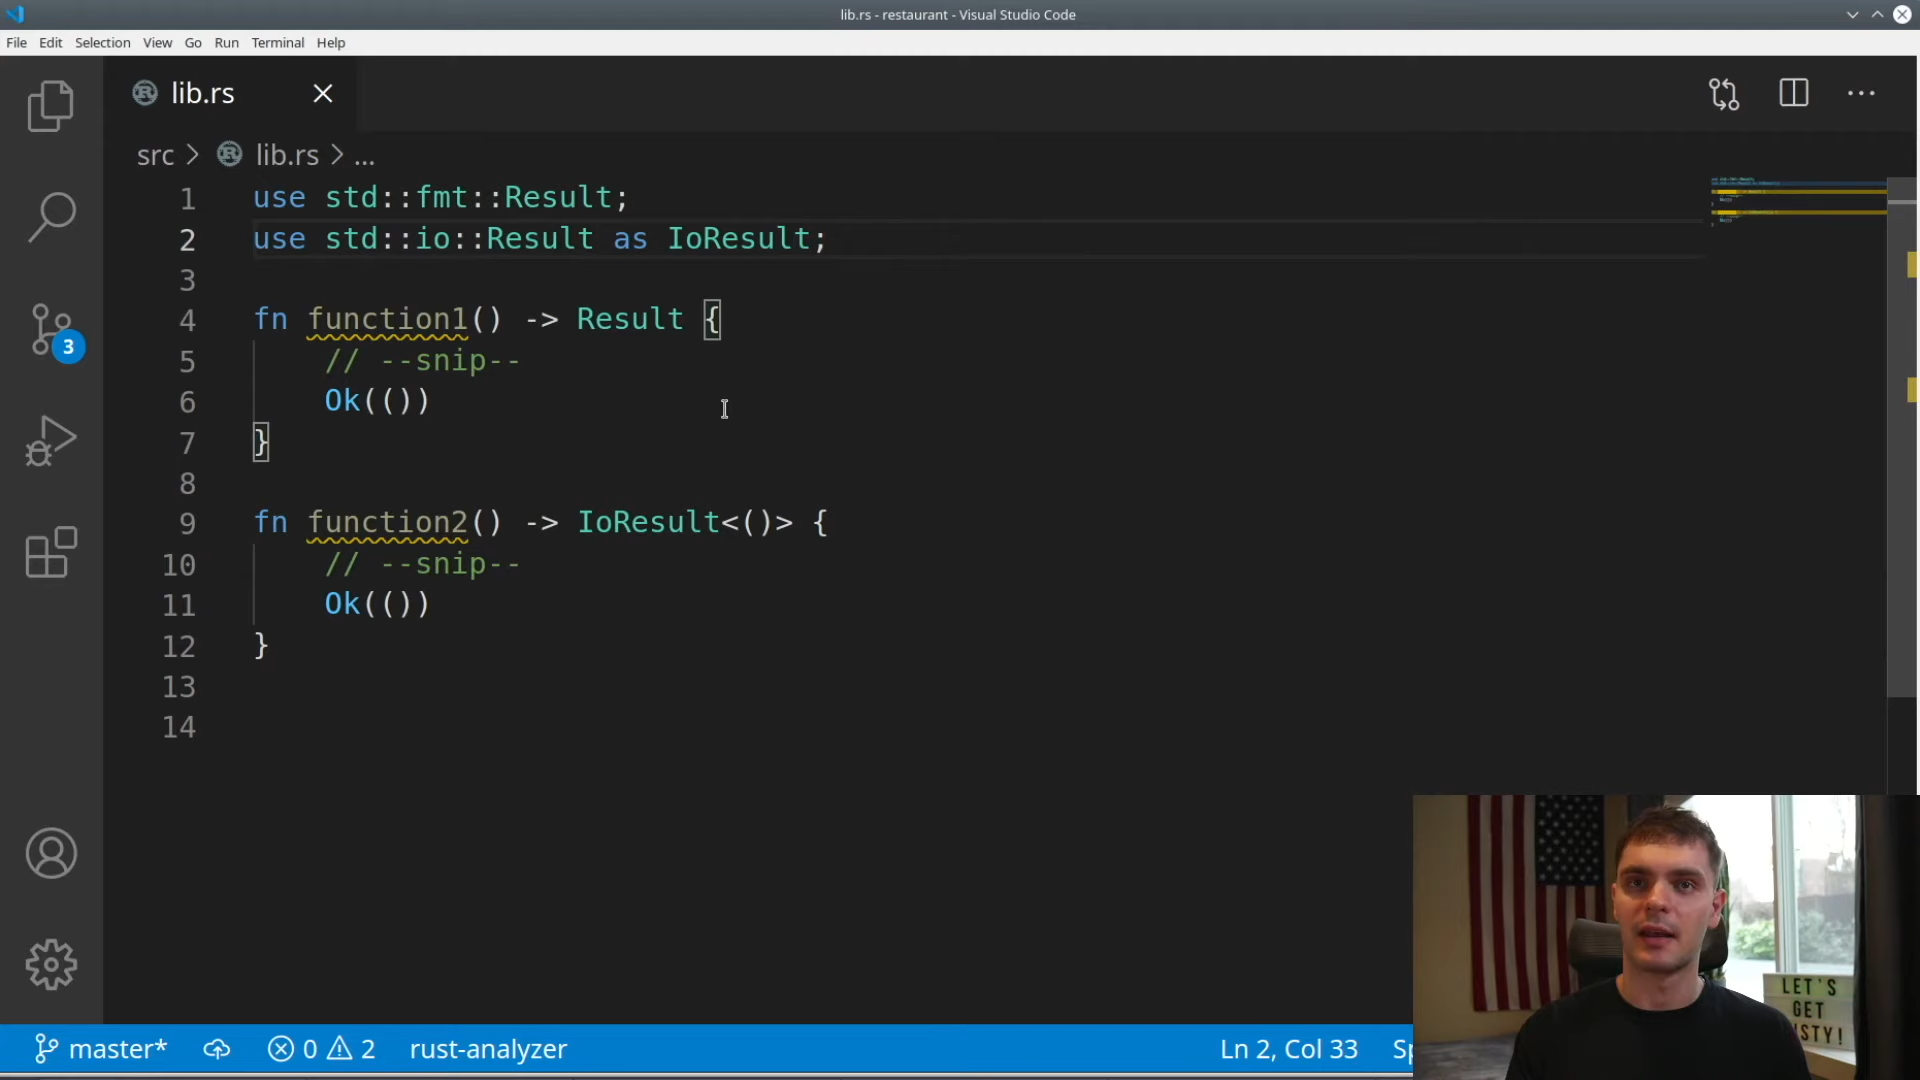 lib.rs - restaurant - Visual Studio Code
File Edit Selection View Go Run Terminal Help
lib.rs
src > lib.rs > ...
1 use std::fmt::Result;
2 use std::io::Result as IoResult;
3
4 fn function1() -> Result {
5 // --snip--
6 Ok(())
7 }
8
9 fn function2() -> IoResult<()> {
10 // --snip--
11 Ok(())
12 }
13
14
3
LET'S
GET
USTY!
master* 0 2 rust-analyzer Ln 2, Col 33 Sp